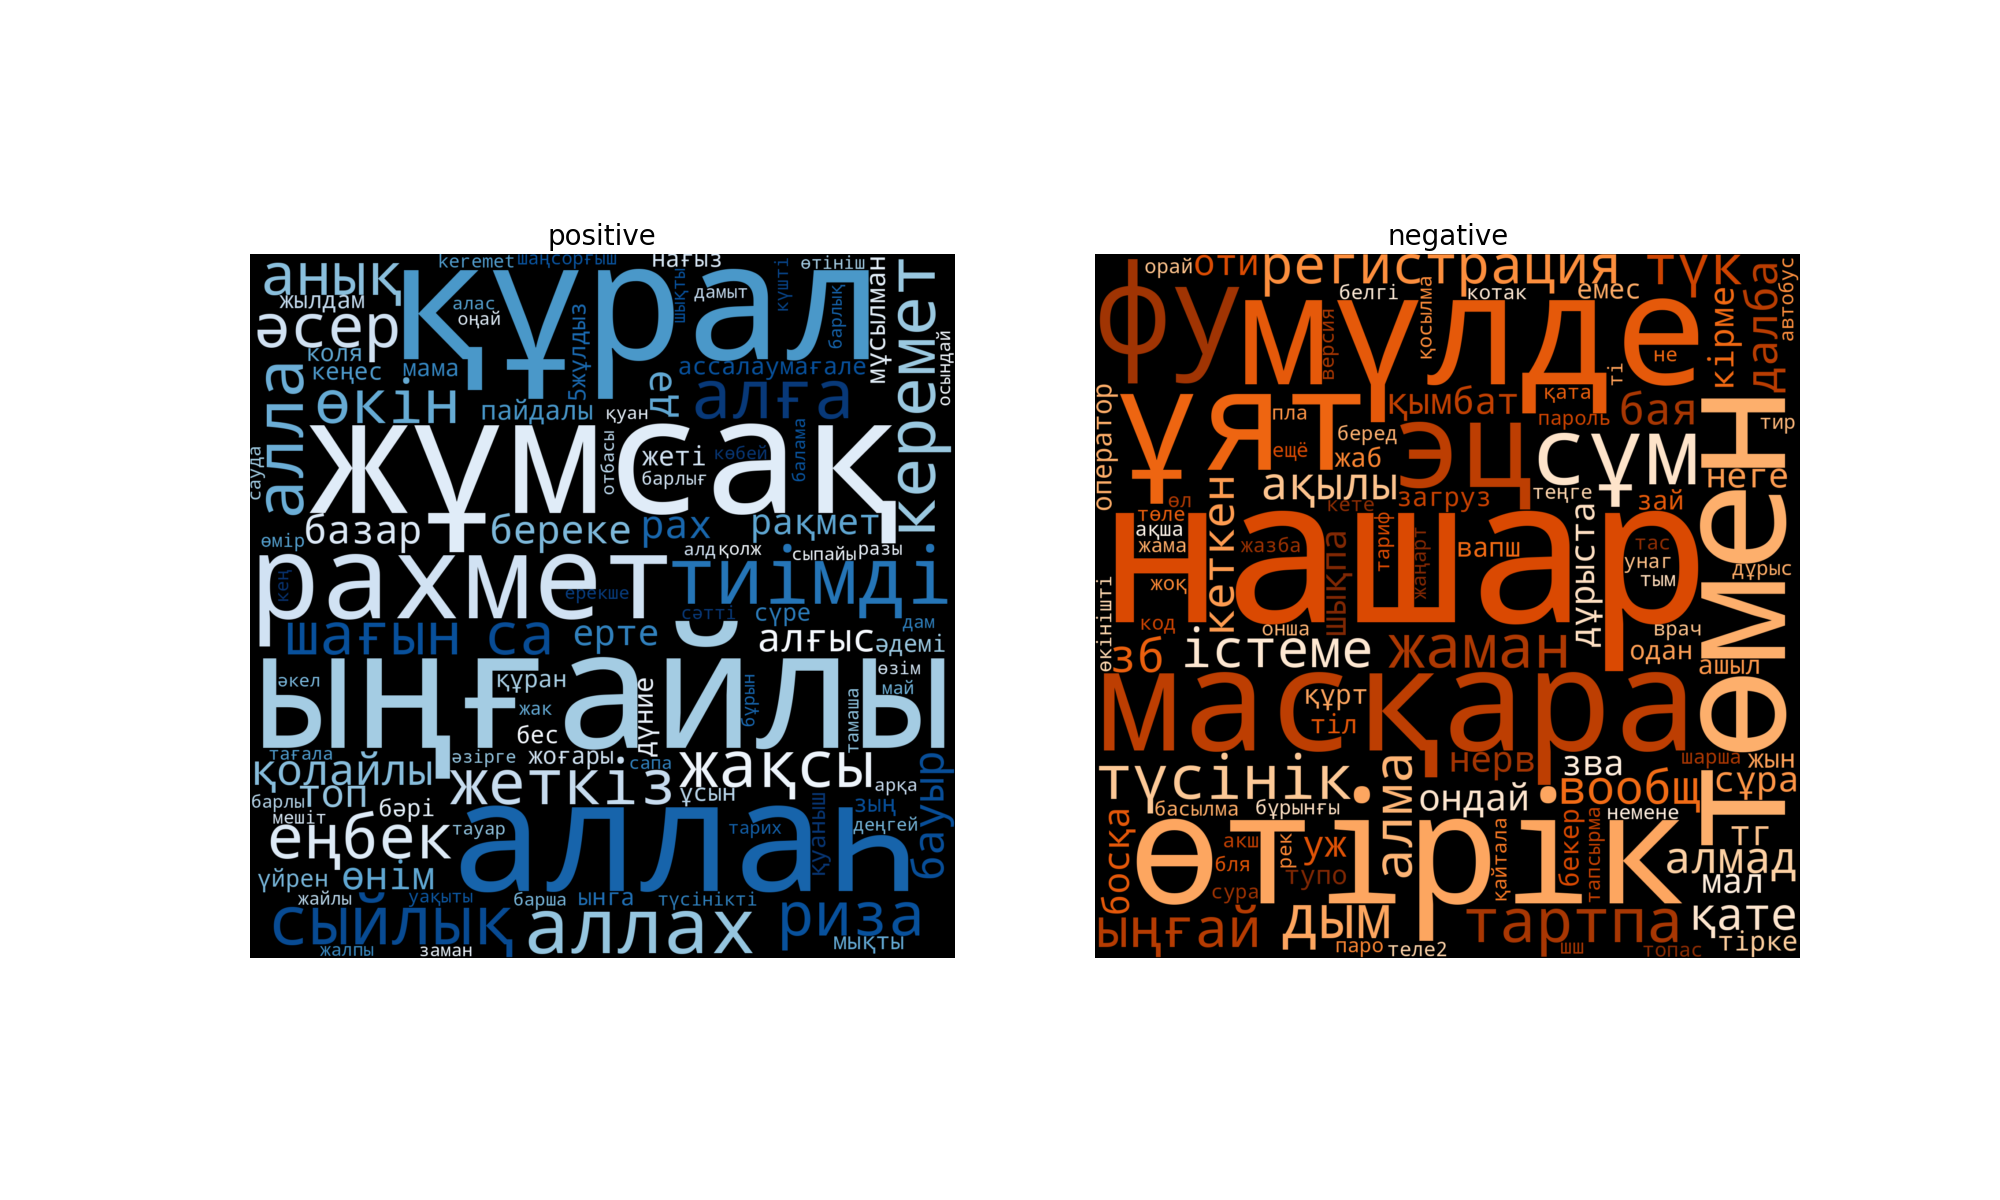 positive
negative
керемет
шаңсорғыш
нағыз
өтініш
анық
құрал
жылдам
алас
оңай
шықты
дамыт
күшті
барлық
мұсылман
керемет
әсер
коля
кеңес
мама
5жұлдыз
ассалаумағале
осындай
алла
өкін
пайдалы
қуан
де
алға
жұмсақ
сауда
отбасы
жеті
барлығ
көбей
балама
базар
береке
рах
рақмет
өмір
алд
қолж
сыпайы
разы
рахмет
тиімді
кең
ерекше
сәтті
сүре
дам
шағын са
ерте
алғыс
әдемі
ыңғайлы
әкел
құран
өзім
жак
май
бұрын
тамаша
бес
дүние
тағала
әзірге
жоғары
сапа
қолайлы
жеткіз
жақсы
арқа
топ
ұсын
барлы
бәрі
мешіт
зың
бауыр
еңбек
тауар
аллаһ
тарих
қуаныш
деңгей
үйрен
өнім
жайлы
уақыты
барша
ынга
түсінікті
сыйлық
аллах
риза
мықты
жалпы
заман
орай
оти
регистрация
түк
фу
мүлде
белгі
қосылма
котак
емес
кірме
далба
автобус
версия
не
ті
оператор
ұят
пла
қымбат
қата
пароль
бая
тир
беред
ещё
жаб
эц
сұм
төмен
неге
ақылы
загруз
теңге
зай
өл
кете
төле
ақша
жама
кеткен
жазба
нашар
шықпа
тариф
жаңарт
вапш
дұрыста
тас
унаг
тым
дұрыс
жоқ
өкінішті
код
онша
врач
зб
істеме
жаман
одан
ашыл
масқара
құрт
тіл
нерв
зва
шарша
жын
түсінік
алма
ондай
вообщ
сұра
басылма
бұрынғы
немене
боска
өтірік
акш
бля
рек
уж
тупо
сура
қайтала
бекер
тапсырма
тг
алмад
мал
ыңғай
дым
тартпа
қате
паро
теле2
шш
топас
тірке